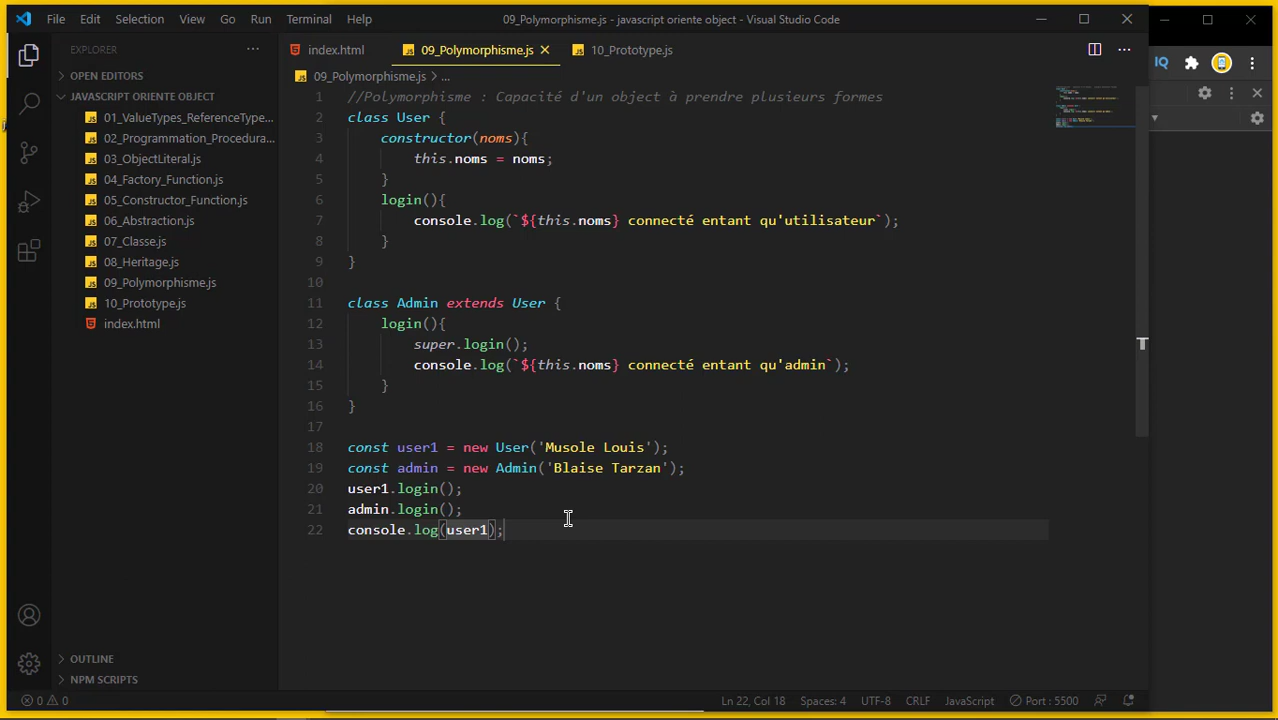 File Edit Selection View Go Run Terminal Help 09_Polymorphisme.js - javascript oriente object - Visual Studio Code
EXPLORER
OPEN EDITORS
JAVASCRIPT ORIENTE OBJECT
01_ValueTypes_ReferenceType...
02_Programmation_Procedura...
03_ObjectLiteral.js
04_Factory_Function.js
05_Constructor_Function.js
06_Abstraction.js
07_Classe.js
08_Heritage.js
09_Polymorphisme.js
10_Prototype.js
index.html
OUTLINE
NPM SCRIPTS
index.html 09_Polymorphisme.js 10_Prototype.js
09_Polymorphisme.js > ...
1 //Polymorphisme : Capacité d'un object à prendre plusieurs formes
2 class User {
3 constructor(noms){
4 this.noms = noms;
5 }
6 login(){
7 console.log(`${this.noms} connecté entant qu'utilisateur`);
8 }
9 }
10
11 class Admin extends User {
12 login(){
13 super.login();
14 console.log(`${this.noms} connecté entant qu'admin`);
15 }
16 }
17
18 const user1 = new User('Musole Louis');
19 const admin = new Admin('Blaise Tarzan');
20 user1.login();
21 admin.login();
22 console.log(user1);
IQ
0 0 Ln 22, Col 18 Spaces: 4 UTF-8 CRLF JavaScript Port : 5500